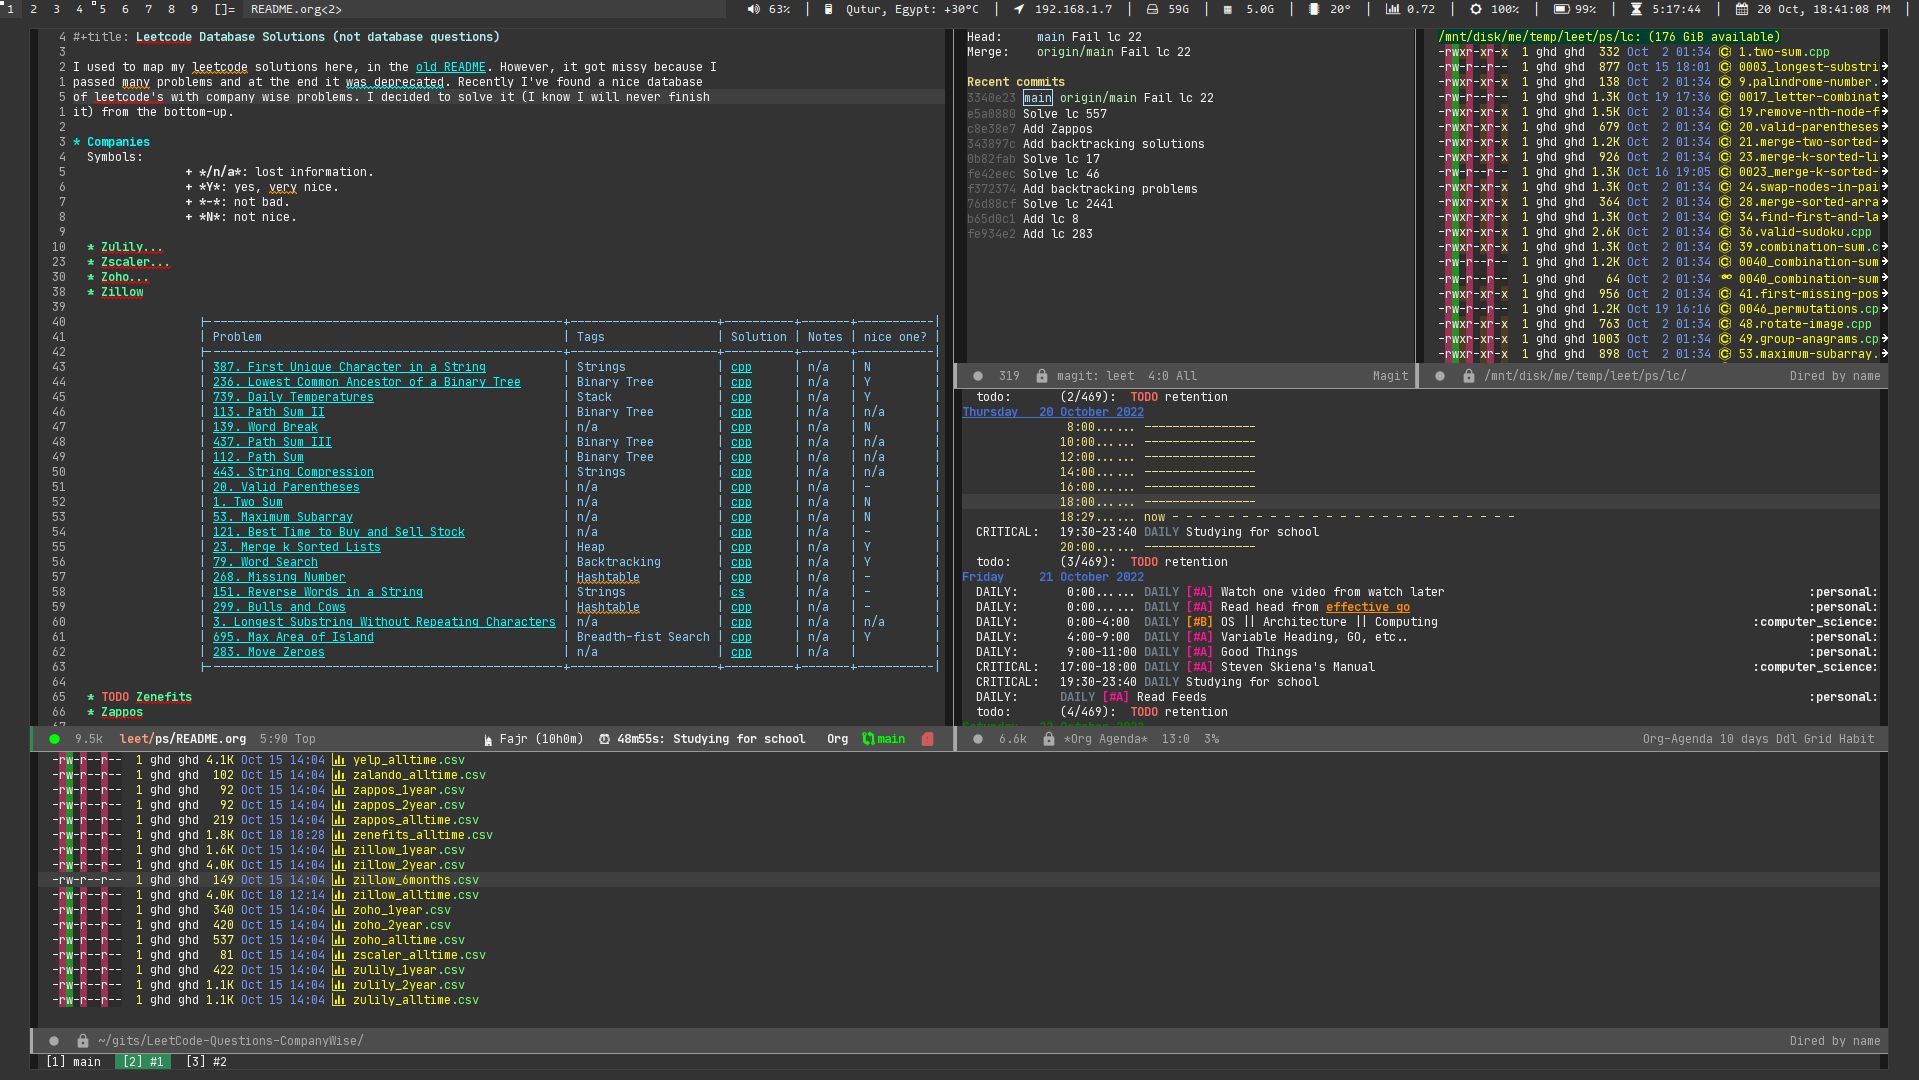 1 2 3 4 5 6 7 8 9 []= README.org<2> 63% | Qutur, Egypt: +30°C | 192.168.1.7 | 59G | 5.0G | 20° | 0.72 | 100% | 99% | 5:17:44 | 20 Oct, 18:41:08 PM |
4 #+title: Leetcode Database Solutions (not database questions)
3
2 I used to map my leetcode solutions here, in the old README. However, it got missy because I
1 passed many problems and at the end it was deprecated. Recently I've found a nice database
5 of leetcode's with company wise problems. I decided to solve it (I know I will never finish
1 it) from the bottom-up.
2
3 * Companies
4 Symbols:
5 + */n/a*: lost information.
6 + *Y*: yes, very nice.
7 + *-*: not bad.
8 + *N*: not nice.
9
10 * Zulily...
23 * Zscaler...
30 * Zoho...
38 * Zillow
39
40
41 | Problem | Tags | Solution | Notes | nice one? |
42
43 | 387. First Unique Character in a String | Strings | cpp | n/a | N |
44 | 236. Lowest Common Ancestor of a Binary Tree | Binary Tree | cpp | n/a | Y |
45 | 739. Daily Temperatures | Stack | cpp | n/a | Y |
46 | 113. Path Sum II | Binary Tree | cpp | n/a | n/a |
47 | 139. Word Break | n/a | cpp | n/a | N |
48 | 437. Path Sum III | Binary Tree | cpp | n/a | n/a |
49 | 112. Path Sum | Binary Tree | cpp | n/a | n/a |
50 | 443. String Compression | Strings | cpp | n/a | n/a |
51 | 20. Valid Parentheses | n/a | cpp | n/a | - |
52 | 1. Two Sum | n/a | cpp | n/a | N |
53 | 53. Maximum Subarray | n/a | cpp | n/a | N |
54 | 121. Best Time to Buy and Sell Stock | n/a | cpp | n/a | - |
55 | 23. Merge k Sorted Lists | Heap | cpp | n/a | Y |
56 | 79. Word Search | Backtracking | cpp | n/a | Y |
57 | 268. Missing Number | Hashtable | cpp | n/a | - |
58 | 151. Reverse Words in a String | Strings | cs | n/a | - |
59 | 299. Bulls and Cows | Hashtable | cpp | n/a | - |
60 | 3. Longest Substring Without Repeating Characters | n/a | cpp | n/a | n/a |
61 | 695. Max Area of Island | Breadth-fist Search | cpp | n/a | Y |
62 | 283. Move Zeroes | n/a | cpp | n/a | |
63
64
65 * TODO Zenefits
66 * Zappos
9.5k leet/ps/README.org 5:90 Top Fajr (10h0m) 48m55s: Studying for school Org main
Head: main Fail lc 22
Merge: origin/main Fail lc 22
Recent commits
3340e23 main origin/main Fail lc 22
e5a0880 Solve lc 557
c8e38e7 Add Zappos
343897c Add backtracking solutions
0b82fab Solve lc 17
fe42eec Solve lc 46
f372374 Add backtracking problems
76d88cf Solve lc 2441
b65d0c1 Add lc 8
fe934e2 Add lc 283
319 magit: leet 4:0 All Magit
/mnt/disk/me/temp/leet/ps/lc: (176 GiB available)
-rwxr-xr-x 1 ghd ghd 332 Oct 2 01:34 1.two-sum.cpp
-rw-r--r-- 1 ghd ghd 877 Oct 15 18:01 0003_longest-substri
-rwxr-xr-x 1 ghd ghd 138 Oct 2 01:34 9.palindrome-number.
-rw-r--r-- 1 ghd ghd 1.3K Oct 19 17:36 0017_letter-combinat
-rwxr-xr-x 1 ghd ghd 1.5K Oct 2 01:34 19.remove-nth-node-f
-rwxr-xr-x 1 ghd ghd 679 Oct 2 01:34 20.valid-parentheses
-rwxr-xr-x 1 ghd ghd 1.2K Oct 2 01:34 21.merge-two-sorted-
-rwxr-xr-x 1 ghd ghd 926 Oct 2 01:34 23.merge-k-sorted-li
-rw-r--r-- 1 ghd ghd 1.3K Oct 16 19:05 0023_merge-k-sorted-
-rwxr-xr-x 1 ghd ghd 1.3K Oct 2 01:34 24.swap-nodes-in-pai
-rwxr-xr-x 1 ghd ghd 364 Oct 2 01:34 28.merge-sorted-arra
-rwxr-xr-x 1 ghd ghd 1.3K Oct 2 01:34 34.find-first-and-la
-rwxr-xr-x 1 ghd ghd 2.6K Oct 2 01:34 36.valid-sudoku.cpp
-rwxr-xr-x 1 ghd ghd 1.3K Oct 2 01:34 39.combination-sum.c
-rw-r--r-- 1 ghd ghd 1.2K Oct 2 01:34 0040_combination-sum
-rw-r--r-- 1 ghd ghd 64 Oct 2 01:34 0040_combination-sum
-rwxr-xr-x 1 ghd ghd 956 Oct 2 01:34 41.first-missing-pos
-rw-r--r-- 1 ghd ghd 1.2K Oct 19 16:16 0046_permutations.cp
-rwxr-xr-x 1 ghd ghd 763 Oct 2 01:34 48.rotate-image.cpp
-rwxr-xr-x 1 ghd ghd 1003 Oct 2 01:34 49.group-anagrams.cp
-rwxr-xr-x 1 ghd ghd 898 Oct 2 01:34 53.maximum-subarray.
/mnt/disk/me/temp/leet/ps/lc/ Dired by name
todo: (2/469): TODO retention
Thursday 20 October 2022
8:00...... ----------------
10:00...... ----------------
12:00...... ----------------
14:00...... ----------------
16:00...... ----------------
18:00...... ----------------
18:29...... now - - - - - - - - - - - - - - - - - - - - - - - - -
CRITICAL: 19:30-23:40 DAILY Studying for school
20:00...... ----------------
todo: (3/469): TODO retention
Friday 21 October 2022
DAILY: 0:00...... DAILY [#A] Watch one video from watch later :personal:
DAILY: 0:00...... DAILY [#A] Read head from effective go :personal:
DAILY: 0:00-4:00 DAILY [#B] OS || Architecture || Computing :computer_science:
DAILY: 4:00-9:00 DAILY [#A] Variable Heading, GO, etc.. :personal:
DAILY: 9:00-11:00 DAILY [#A] Good Things :personal:
CRITICAL: 17:00-18:00 DAILY [#A] Steven Skiena's Manual :computer_science:
CRITICAL: 19:30-23:40 DAILY Studying for school
DAILY: DAILY [#A] Read Feeds :personal:
todo: (4/469): TODO retention
6.6k *Org Agenda* 13:0 3% Org-Agenda 10 days Ddl Grid Habit
-rw-r--r-- 1 ghd ghd 4.1K Oct 15 14:04 yelp_alltime.csv
-rw-r--r-- 1 ghd ghd 102 Oct 15 14:04 zalando_alltime.csv
-rw-r--r-- 1 ghd ghd 92 Oct 15 14:04 zappos_1year.csv
-rw-r--r-- 1 ghd ghd 92 Oct 15 14:04 zappos_2year.csv
-rw-r--r-- 1 ghd ghd 219 Oct 15 14:04 zappos_alltime.csv
-rw-r--r-- 1 ghd ghd 1.8K Oct 18 18:28 zenefits_alltime.csv
-rw-r--r-- 1 ghd ghd 1.6K Oct 15 14:04 zillow_1year.csv
-rw-r--r-- 1 ghd ghd 4.0K Oct 15 14:04 zillow_2year.csv
-rw-r--r-- 1 ghd ghd 149 Oct 15 14:04 zillow_6months.csv
-rw-r--r-- 1 ghd ghd 4.0K Oct 18 12:14 zillow_alltime.csv
-rw-r--r-- 1 ghd ghd 340 Oct 15 14:04 zoho_1year.csv
-rw-r--r-- 1 ghd ghd 420 Oct 15 14:04 zoho_2year.csv
-rw-r--r-- 1 ghd ghd 537 Oct 15 14:04 zoho_alltime.csv
-rw-r--r-- 1 ghd ghd 81 Oct 15 14:04 zscaler_alltime.csv
-rw-r--r-- 1 ghd ghd 422 Oct 15 14:04 zulily_1year.csv
-rw-r--r-- 1 ghd ghd 1.1K Oct 15 14:04 zulily_2year.csv
-rw-r--r-- 1 ghd ghd 1.1K Oct 15 14:04 zulily_alltime.csv
~/gits/LeetCode-Questions-CompanyWise/ Dired by name
[1] main [2] #1 [3] #2